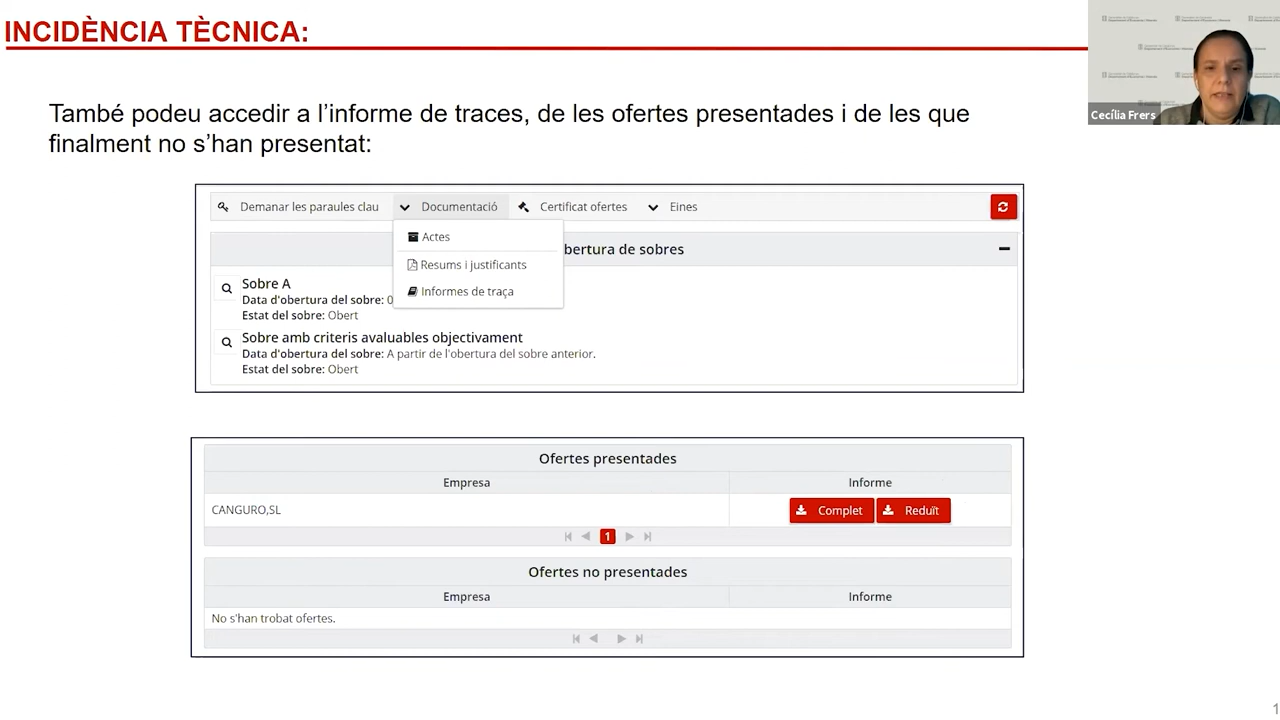 INCIDÈNCIA TÈCNICA:
Cecília Frers
També podeu accedir a l’informe de traces, de les ofertes presentades i de les que
finalment no s’han presentat:
Demanar les paraules clau
Documentació
Certificat ofertes
Eines
Actes
Resums i justificants
Informes de traça
bertura de sobres
Sobre A
Data d'obertura del sobre: 0
Estat del sobre: Obert
Sobre amb criteris avaluables objectivament
Data d'obertura del sobre: A partir de l'obertura del sobre anterior.
Estat del sobre: Obert
Ofertes presentades
Empresa Informe
CANGURO,SL Complet Reduït
1
Ofertes no presentades
Empresa Informe
No s'han trobat ofertes.
1